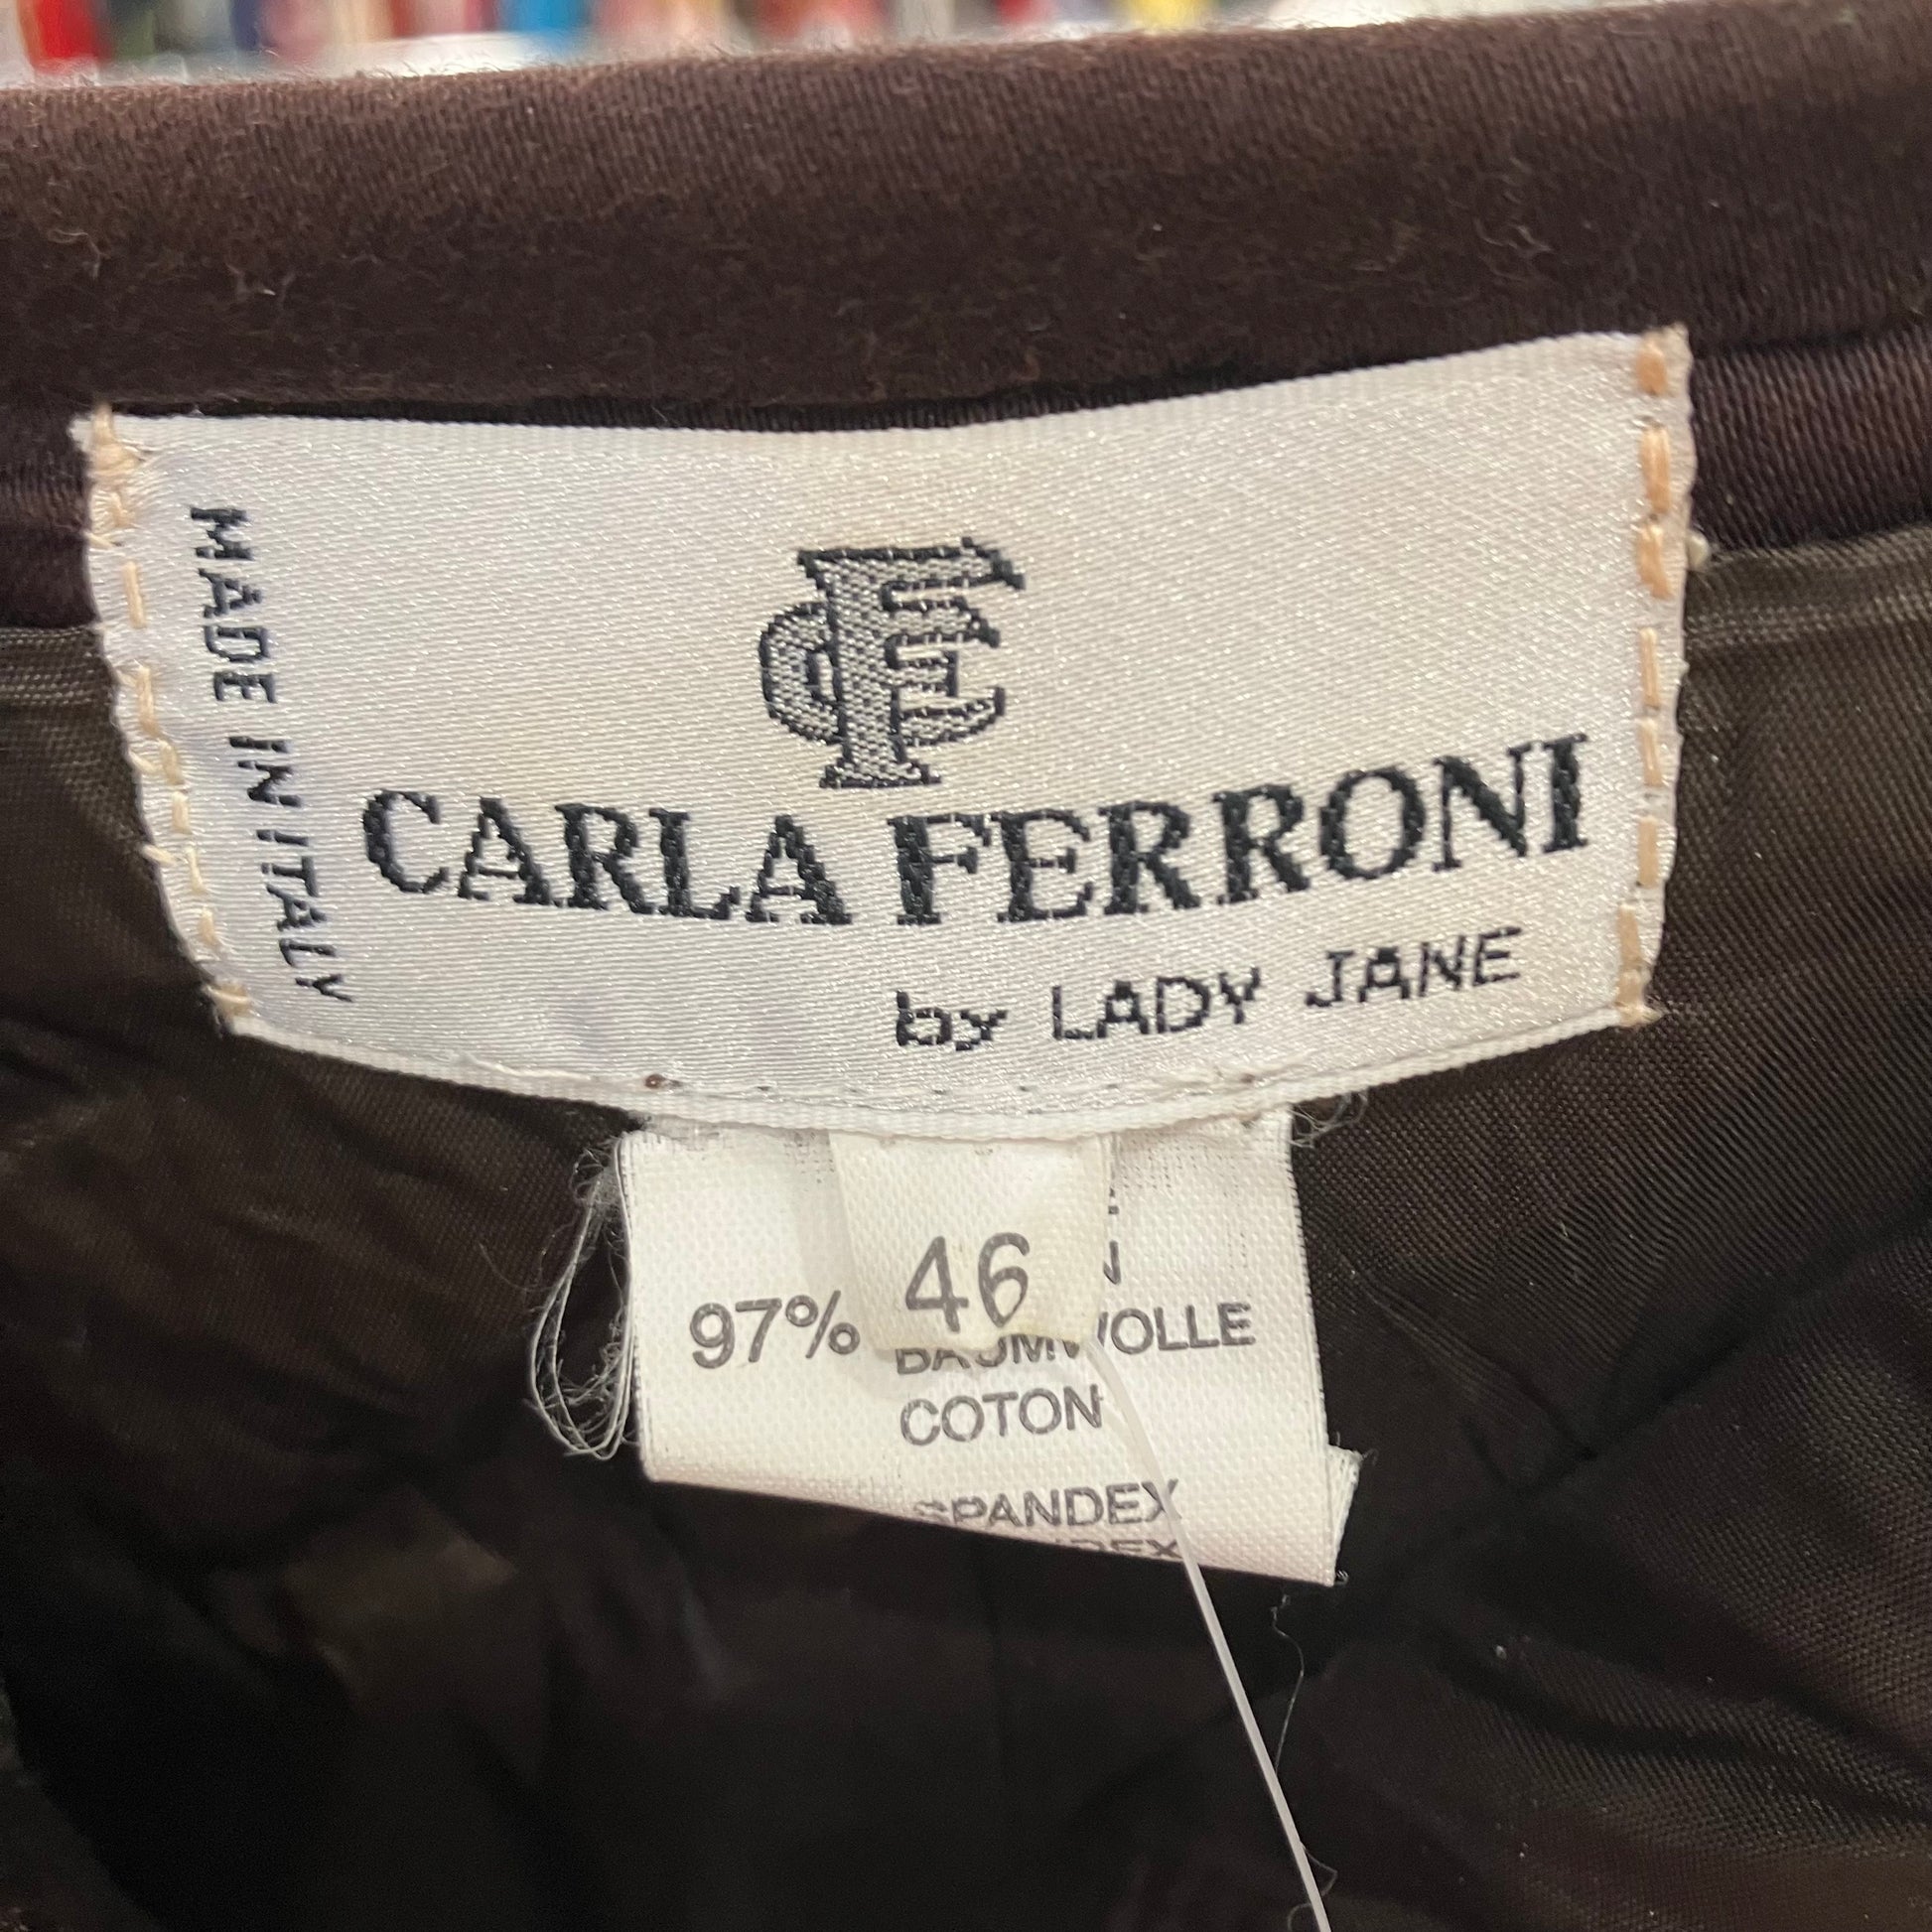 MADE IN ITALY
CF
CARLA FERRONI
by LADY JANE
46
97%
COTON
SPANDEX